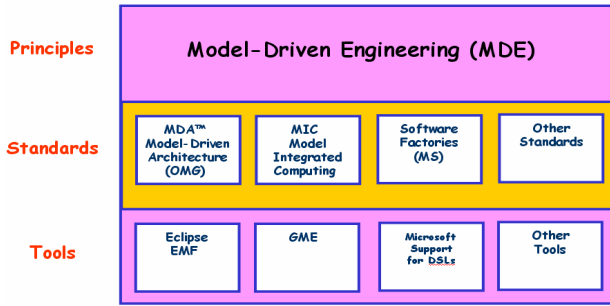 Principles
Model-Driven Engineering (MDE)
Standards
MDA™
Model-Driven
Architecture
(OMG)
MIC
Model
Integrated
Computing
Software
Factories
(MS)
Other
Standards
Tools
Eclipse
EMF
GME
Microsoft
Support
for DSLs
Other
Tools